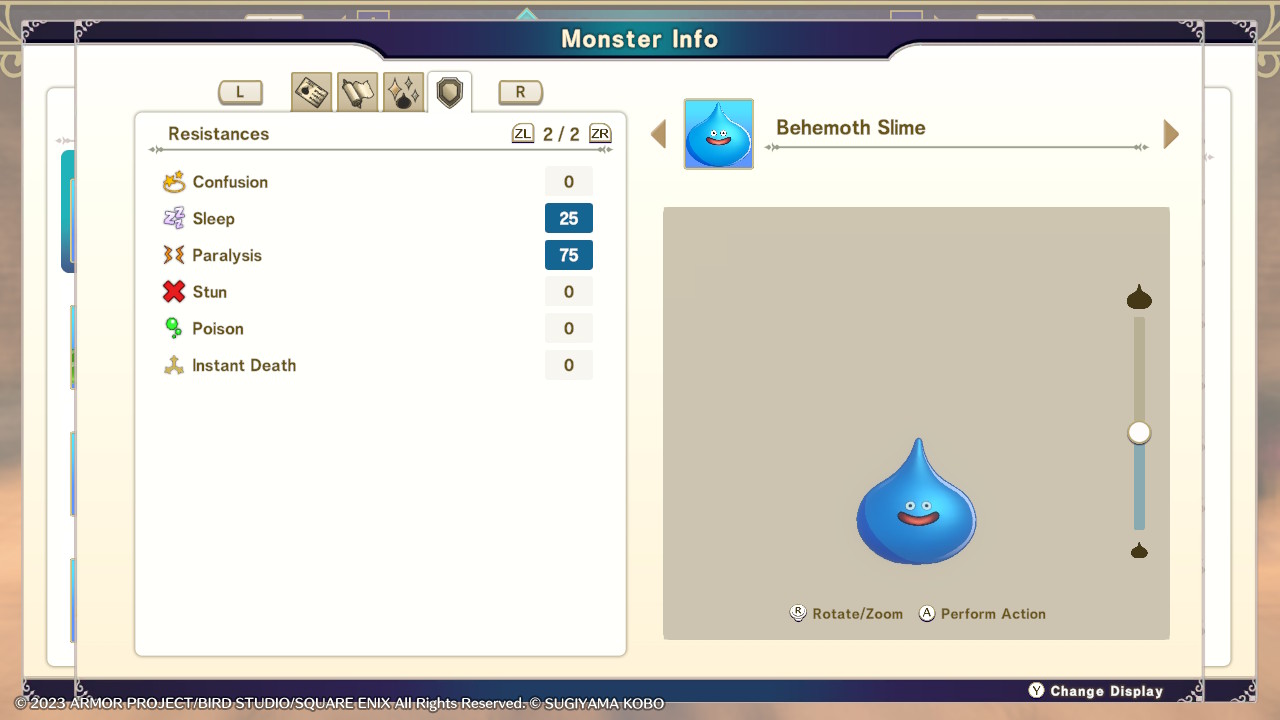 Monster Info
L
R
Resistances
ZL 2 / 2 ZR
Behemoth Slime
Confusion 0
Sleep 25
Paralysis 75
Stun 0
Poison 0
Instant Death 0
R Rotate/Zoom A Perform Action
Y Change Display
© 2023 ARMOR PROJECT/BIRD STUDIO/SQUARE ENIX All Rights Reserved. © SUGIYAMA KOBO